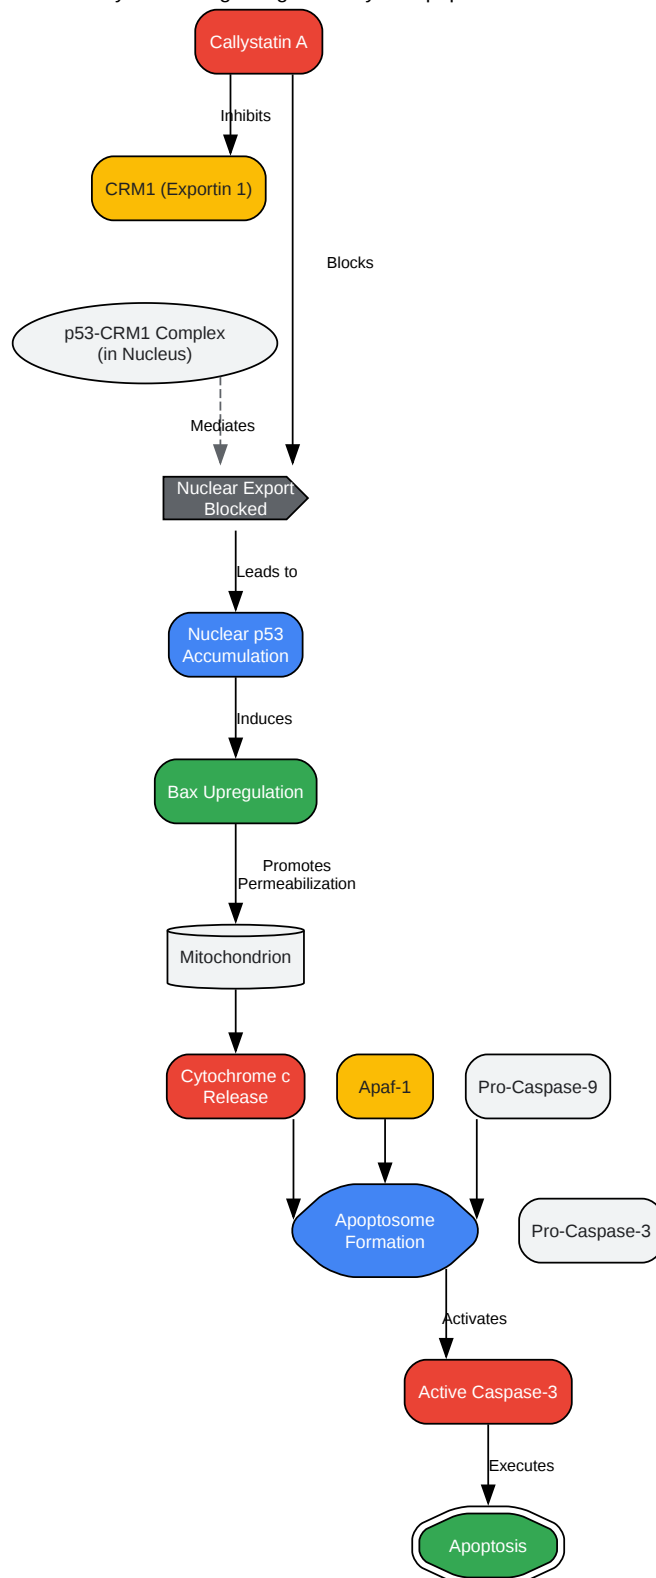 Callystatin A
Inhibits
CRM1 (Exportin 1)
Blocks
p53-CRM1 Complex
(in Nucleus)
Mediates
Nuclear Export
Blocked
Leads to
Nuclear p53
Accumulation
Induces
Bax Upregulation
Promotes
Permeabilization
Mitochondrion
Cytochrome c
Release
Apaf-1
Pro-Caspase-9
Apoptosome
Formation
Pro-Caspase-3
Activates
Active Caspase-3
Executes
Apoptosis